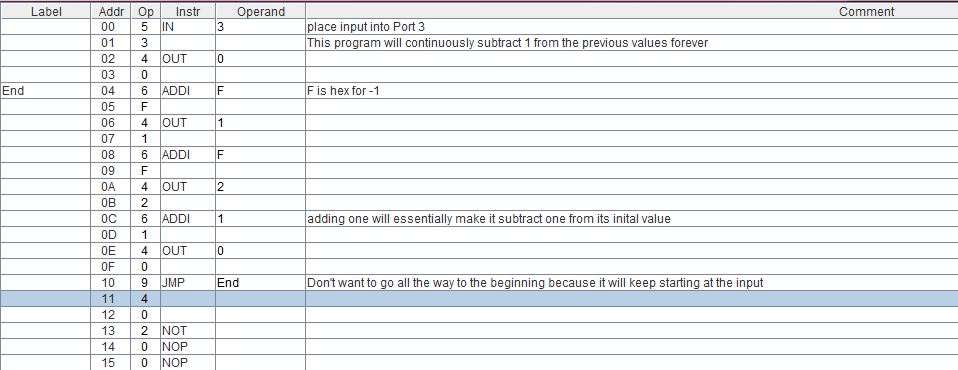 Label Addr Op Instr Operand Comment
00 5 IN 3 place input into Port 3
01 3 This program will continuously subtract 1 from the previous values forever
02 4 OUT 0
03 0
End 04 6 ADDI F F is hex for -1
05 F
06 4 OUT 1
07 1
08 6 ADDI F
09 F
0A 4 OUT 2
0B 2
0C 6 ADDI 1 adding one will essentially make it subtract one from its inital value
0D 1
0E 4 OUT 0
0F 0
10 9 JMP End Don't want to go all the way to the beginning because it will keep starting at the input
11 4
12 0
13 2 NOT
14 0 NOP
15 0 NOP